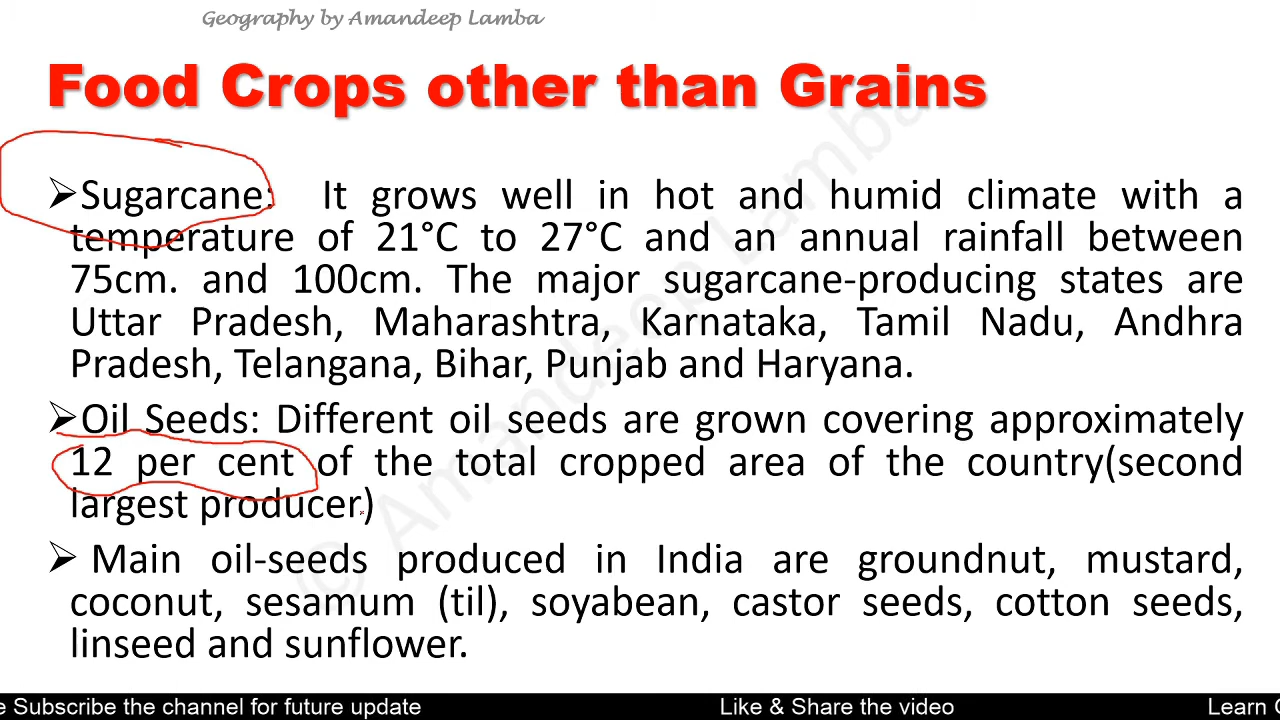 Geography by Amandeep Lamba
Food Crops other than Grains
➢Sugarcane: It grows well in hot and humid climate with a
temperature of 21°C to 27°C and an annual rainfall between
75cm. and 100cm. The major sugarcane-producing states are
Uttar Pradesh, Maharashtra, Karnataka, Tamil Nadu, Andhra
Pradesh, Telangana, Bihar, Punjab and Haryana.
➢Oil Seeds: Different oil seeds are grown covering approximately
12 per cent of the total cropped area of the country(second
largest producer.)
➢ Main oil-seeds produced in India are groundnut, mustard,
coconut, sesamum (til), soyabean, castor seeds, cotton seeds,
linseed and sunflower.
© Amandeep Lamba
e Subscribe the channel for future update Like & Share the video Learn